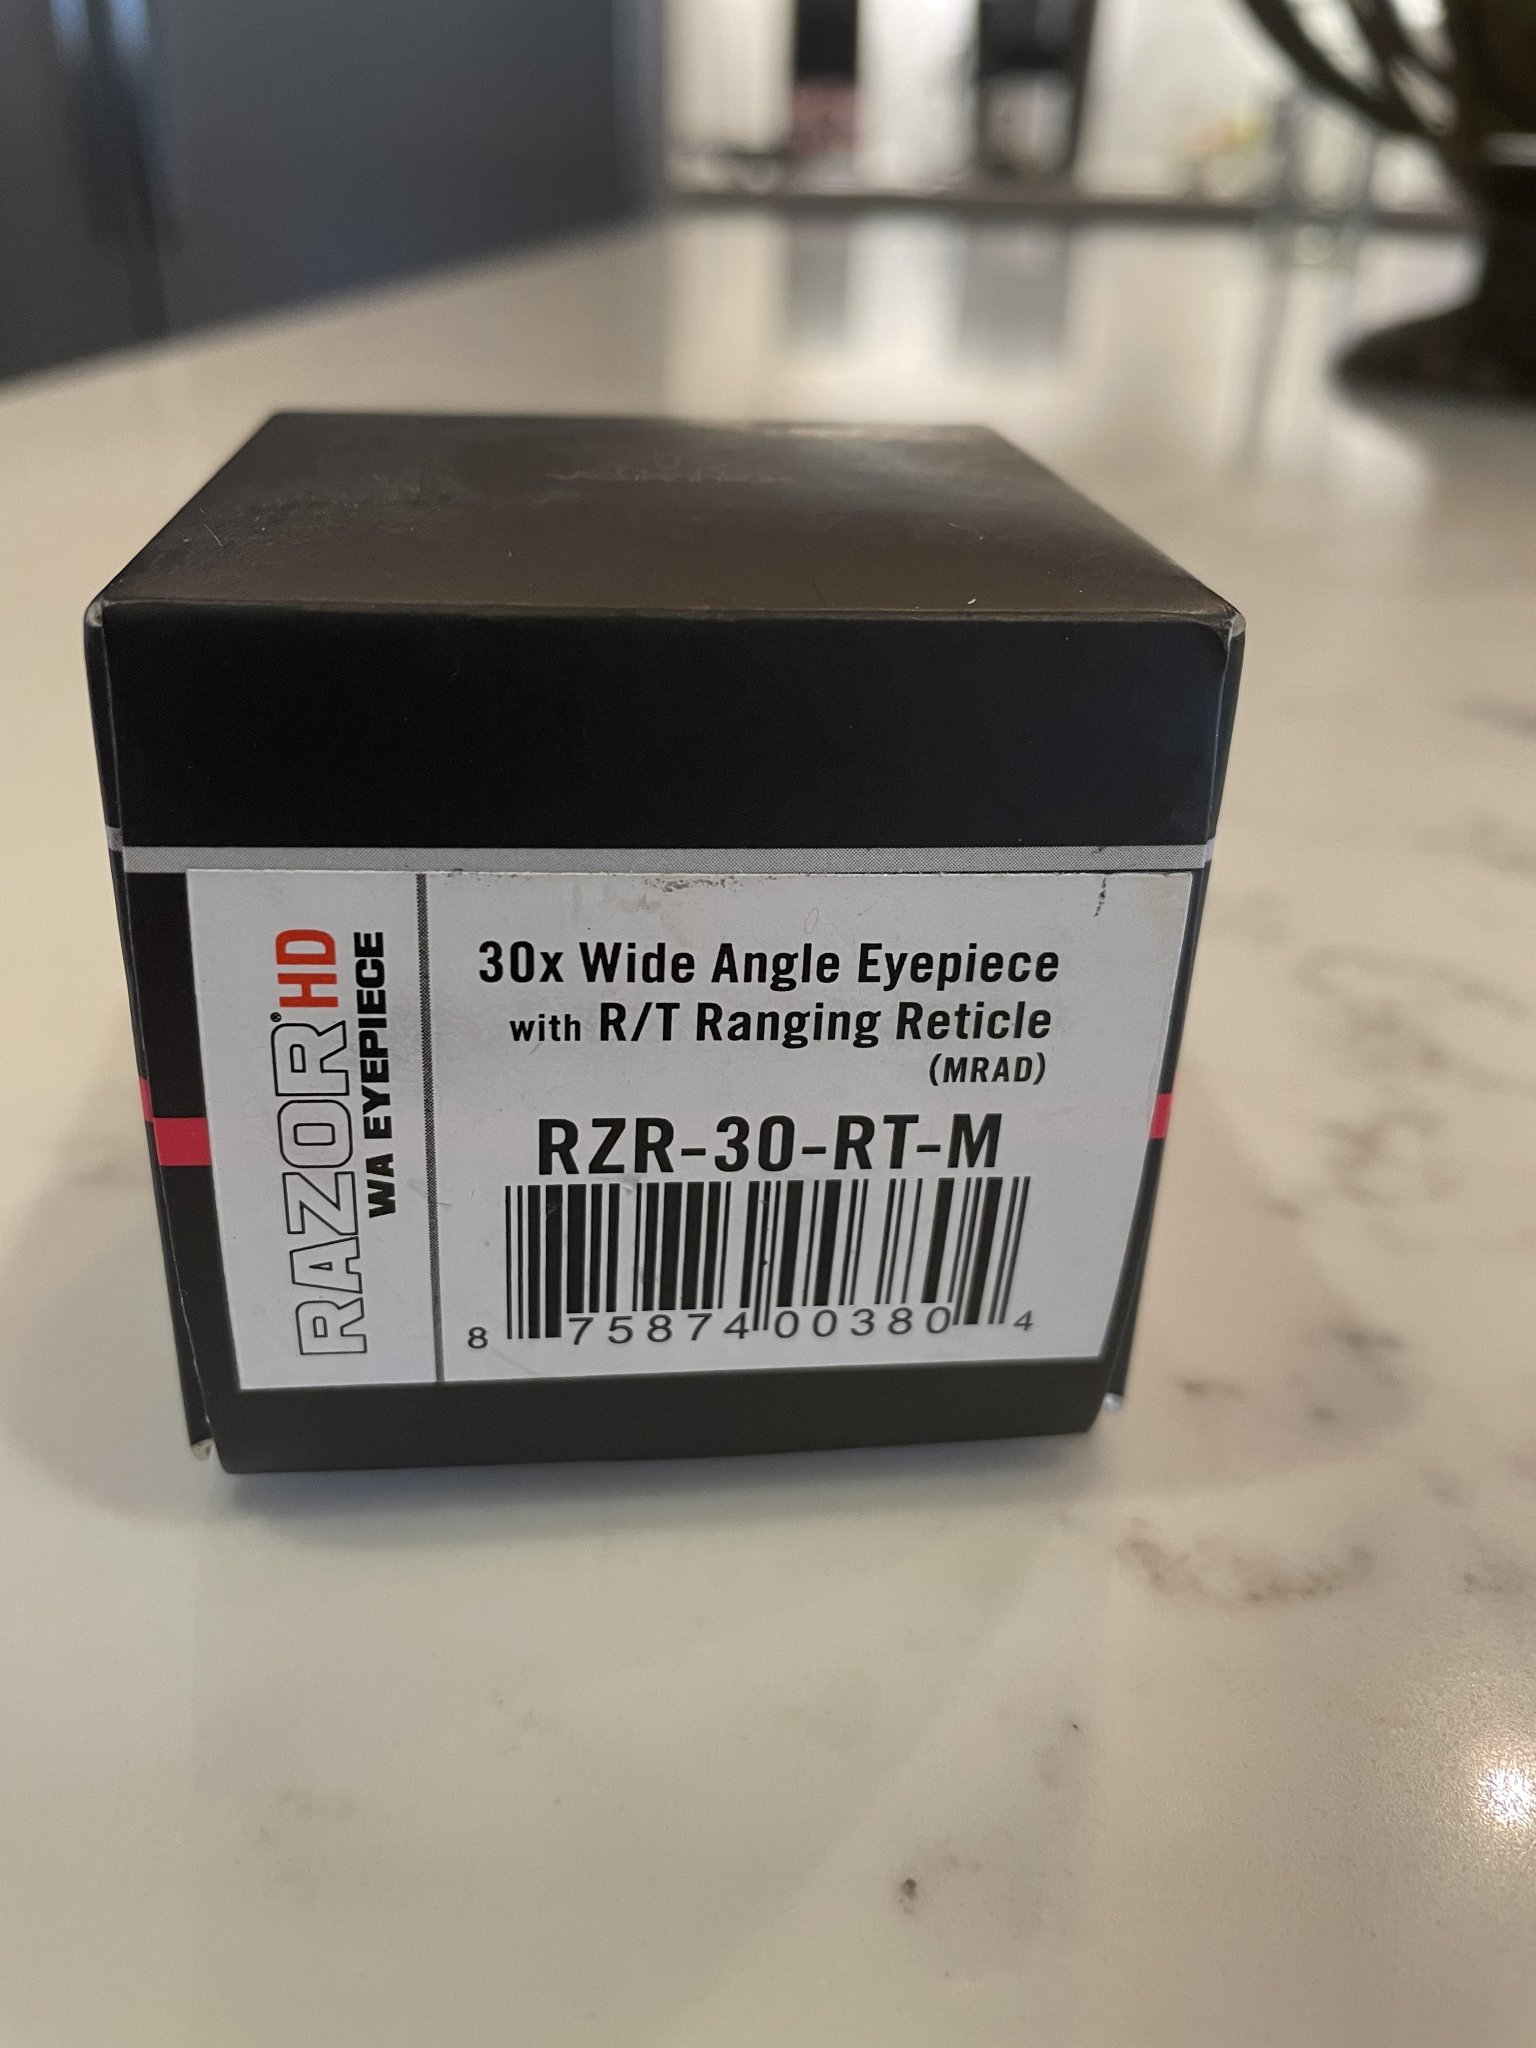 RAZOR® HD
WA EYEPIECE
30x Wide Angle Eyepiece
with R/T Ranging Reticle
(MRAD)
RZR-30-RT-M
8 75874 00380 4